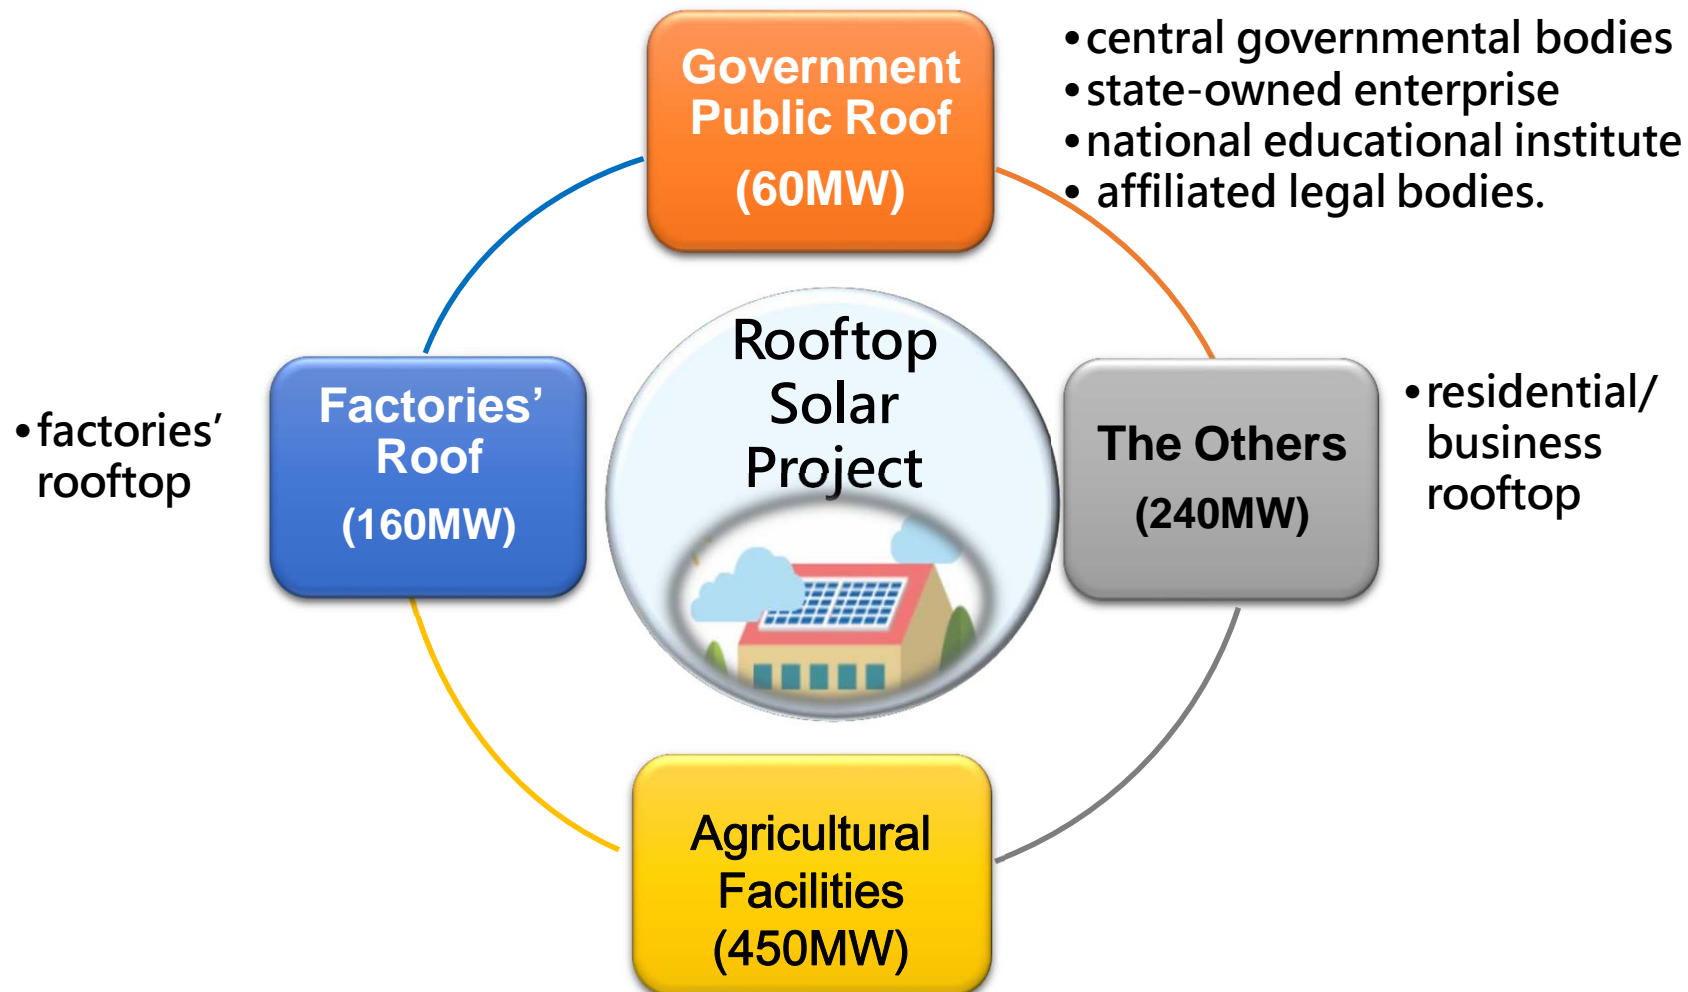 Government
Public Roof
(60MW)
•central governmental bodies
•state-owned enterprise
•national educational institute
• affiliated legal bodies.
Rooftop
Solar
Project
•factories’
rooftop
Factories’
Roof
(160MW)
The Others
(240MW)
•residential/
business
rooftop
Agricultural
Facilities
(450MW)